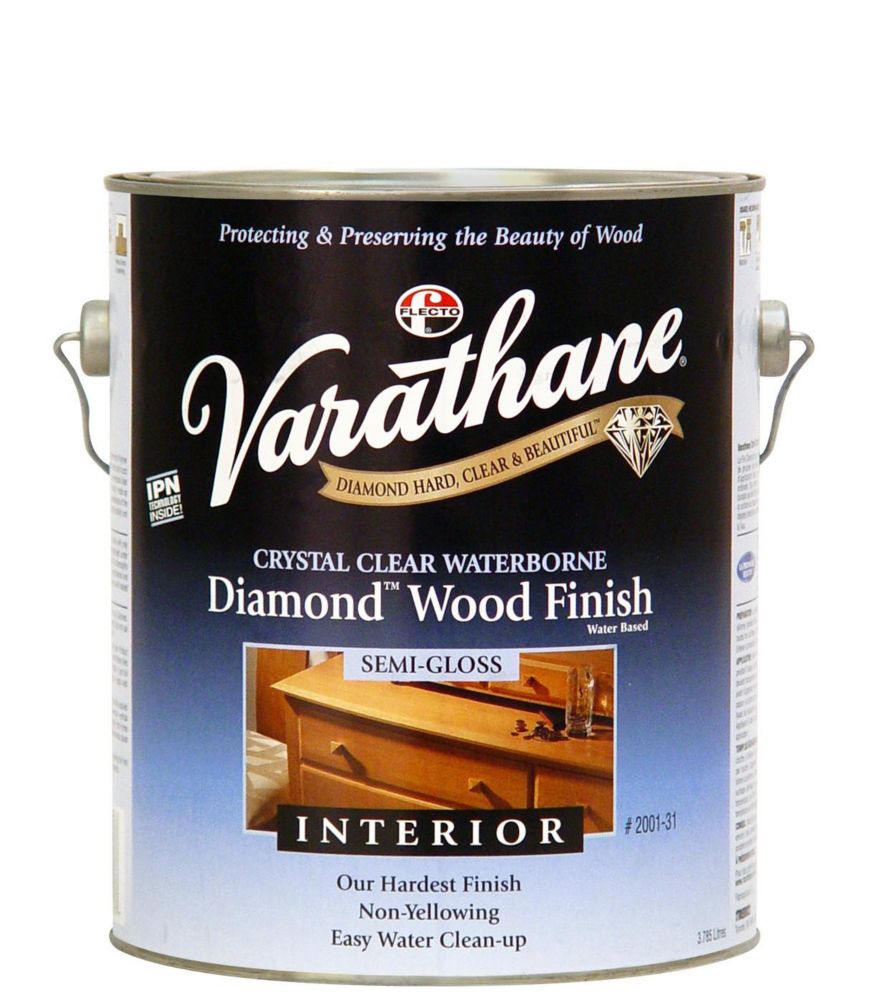 Protecting & Preserving the Beauty of Wood
FLECTO
®
Varathane®
DIAMOND HARD, CLEAR & BEAUTIFUL™
IPN
TECHNOLOGY
INSIDE!
CRYSTAL CLEAR WATERBORNE
Diamond™ Wood Finish
Water Based
SEMI-GLOSS
INTERIOR
# 2001-31
Our Hardest Finish
Non-Yellowing
Easy Water Clean-up
3.785 Litres